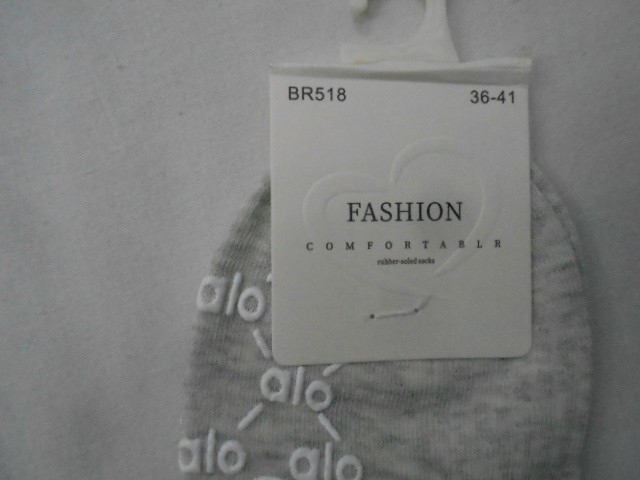 BR518 36-41
FASHION
COMFORTABLR
rubber-soled socks
alo
alo
alo alo